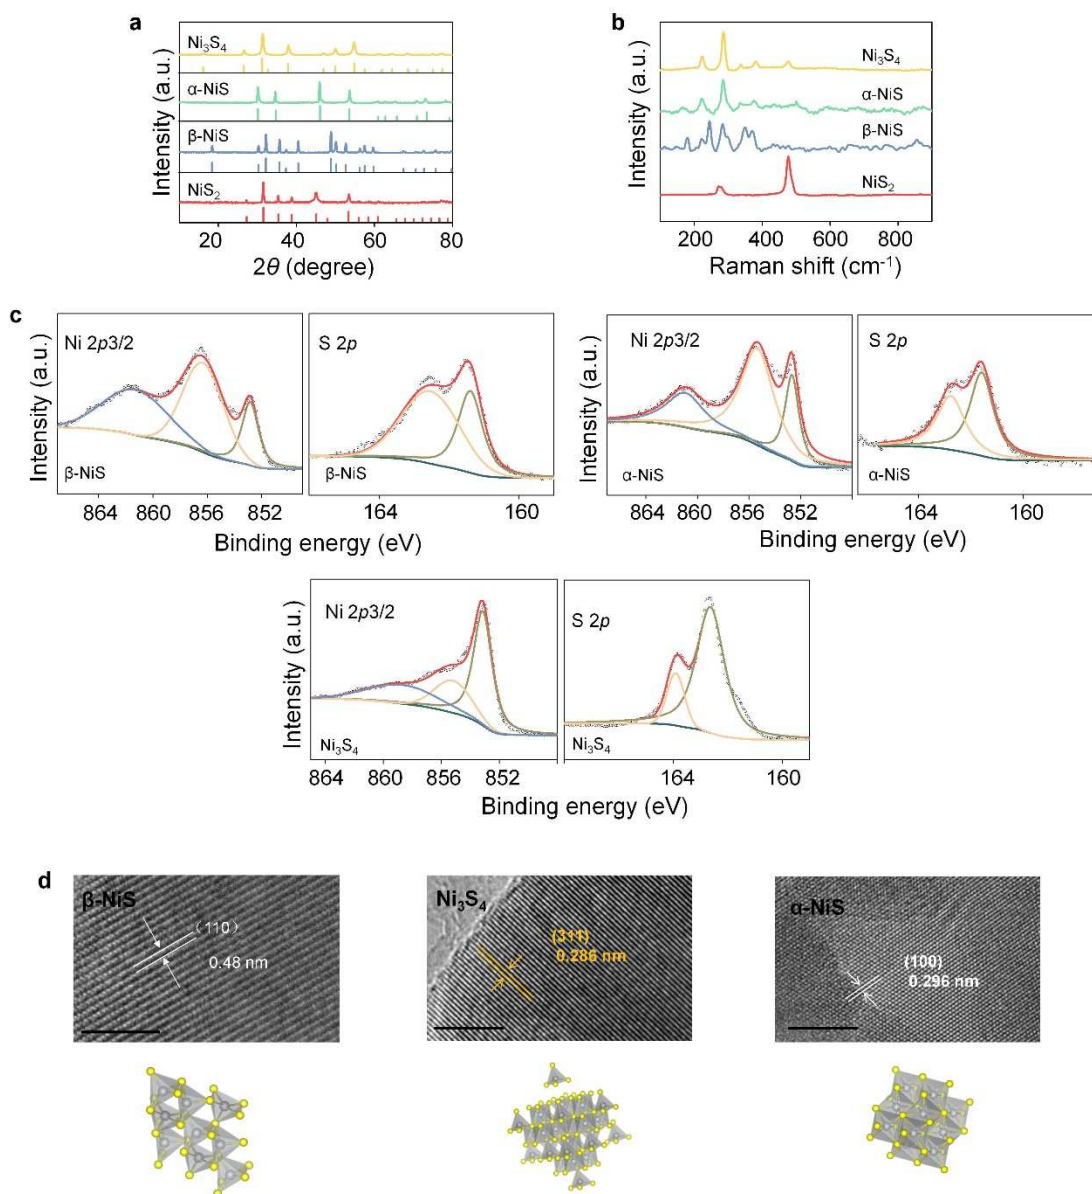 a
Intensity (a.u.)
Ni₃S₄
α-NiS
β-NiS
NiS₂
20 40 60 80
2θ (degree)
b
Intensity (a.u.)
Ni₃S₄
α-NiS
β-NiS
NiS₂
200 400 600 800
Raman shift (cm⁻¹)
c
Intensity (a.u.)
Ni 2p3/2
β-NiS
864 860 856 852
S 2p
β-NiS
164 160
Binding energy (eV)
Intensity (a.u.)
Ni 2p3/2
α-NiS
864 860 856 852
S 2p
α-NiS
164 160
Binding energy (eV)
Intensity (a.u.)
Ni 2p3/2
Ni₃S₄
864 860 856 852
S 2p
Ni₃S₄
164 160
Binding energy (eV)
d
β-NiS
（110）
0.48 nm
Ni₃S₄
(311)
0.286 nm
α-NiS
(100)
0.296 nm